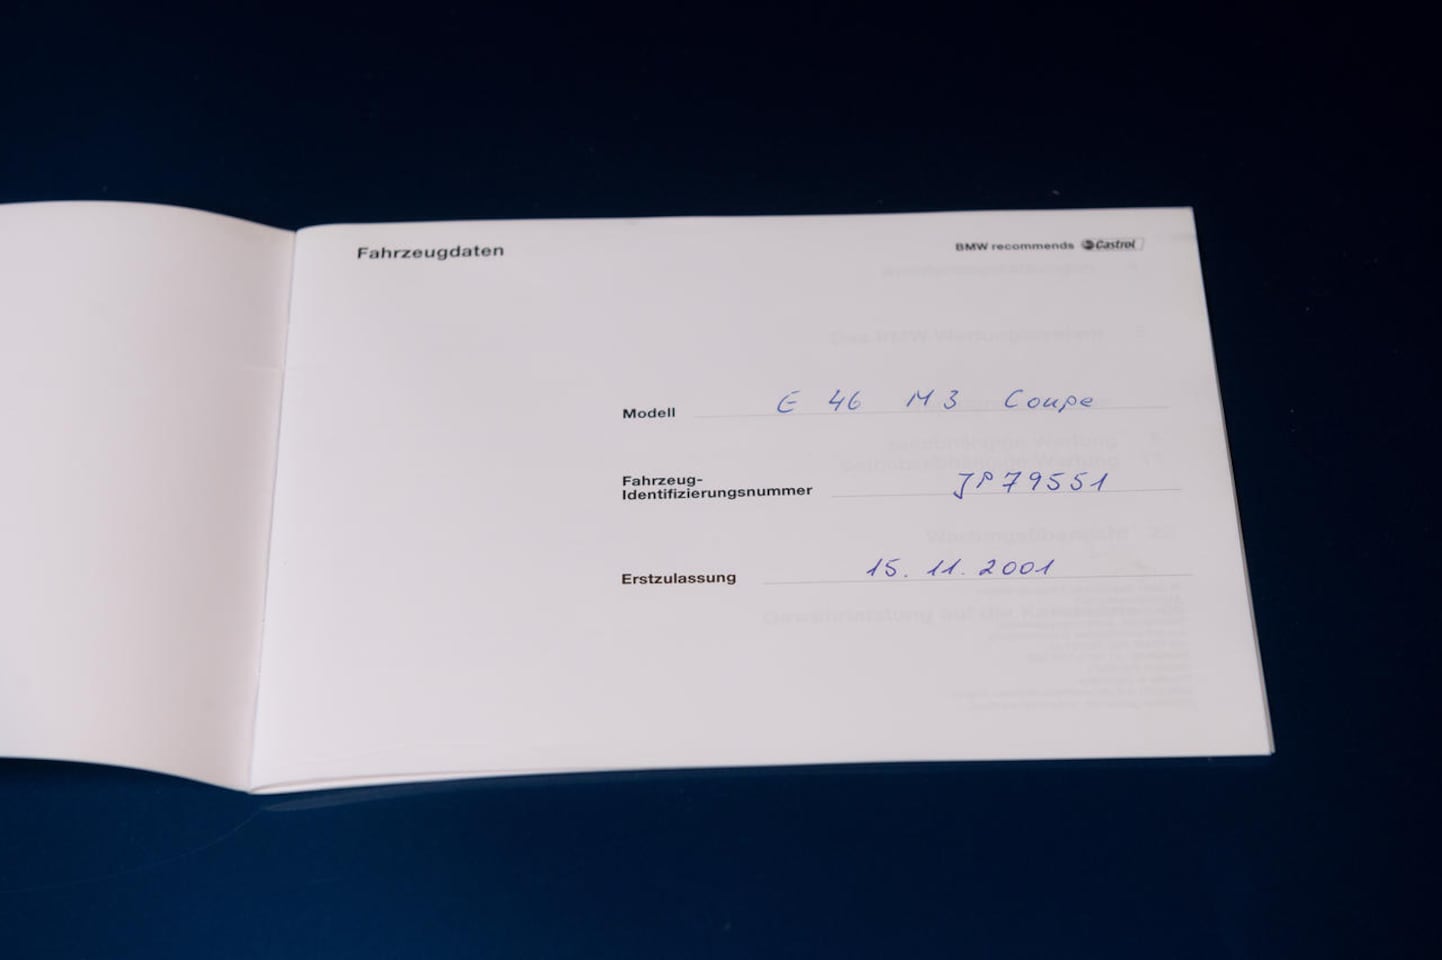 Fahrzeugdaten
BMW recommends Castrol
Modell E 46 M3 Coupe
Fahrzeug-
Identifizierungsnummer JP79551
Erstzulassung 15. 11. 2001